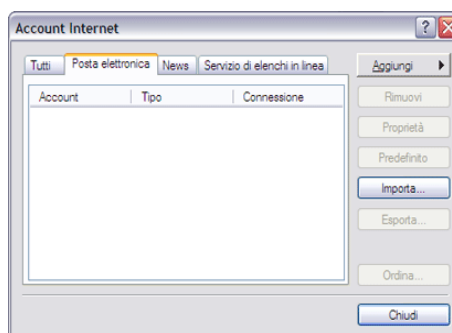 Account Internet
Tutti Posta elettronica News Servizio di elenchi in linea
Account Tipo Connessione
Aggiungi
Rimuovi
Proprietà
Predefinito
Importa...
Esporta...
Ordina...
Chiudi